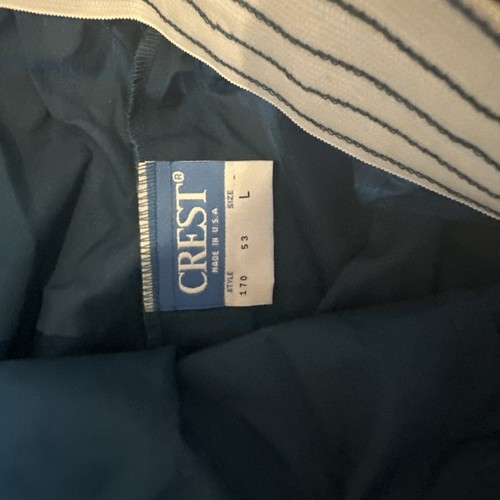 CREST®
MADE IN U.S.A
STYLE SIZE
170 53 L